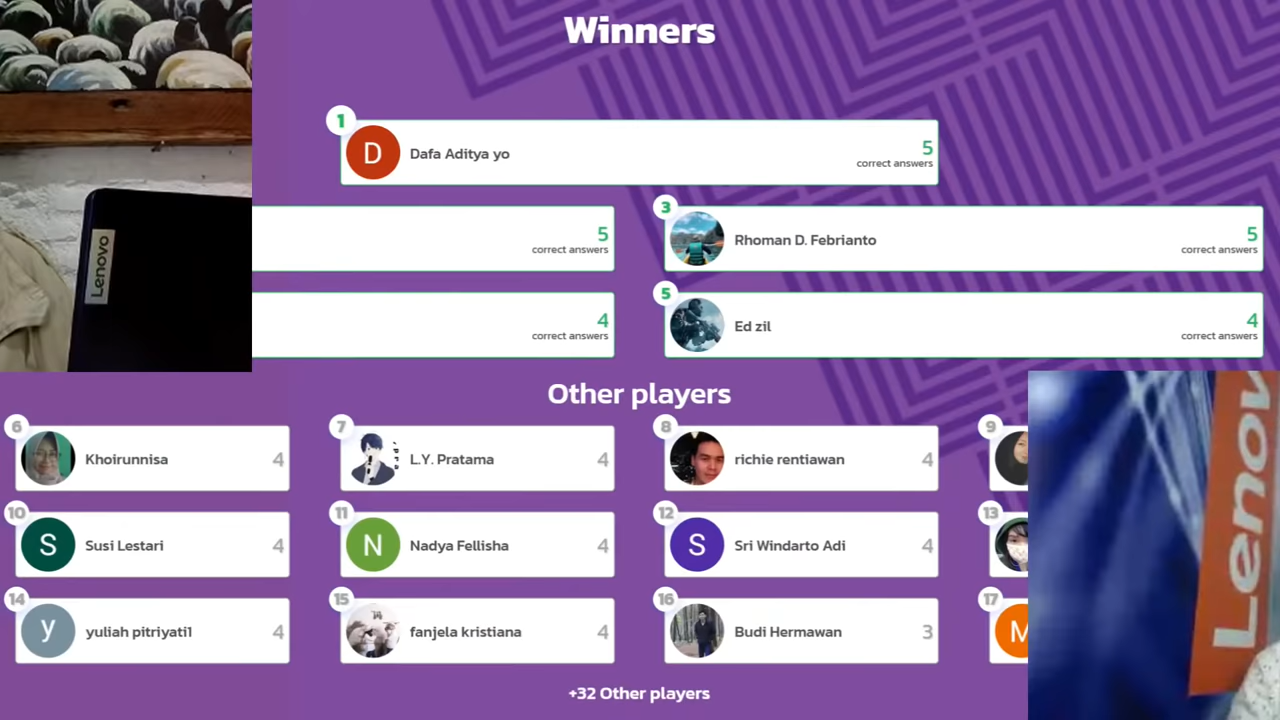 Winners
1
D
Dafa Aditya yo
5
correct answers
5
correct answers
3
Rhoman D. Febrianto
5
correct answers
4
correct answers
5
Ed zil
4
correct answers
Lenovo
Other players
6
Khoirunnisa
4
7
L.Y. Pratama
4
8
richie rentiawan
4
9
10
S
Susi Lestari
4
11
N
Nadya Fellisha
4
12
S
Sri Windarto Adi
4
13
14
y
yuliah pitriyati1
4
15
fanjela kristiana
4
16
Budi Hermawan
3
17
M
+32 Other players
Lenov